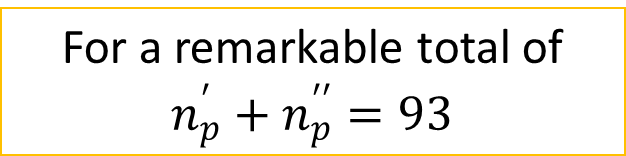 For a remarkable total of
n′ₚ + n″ₚ = 93